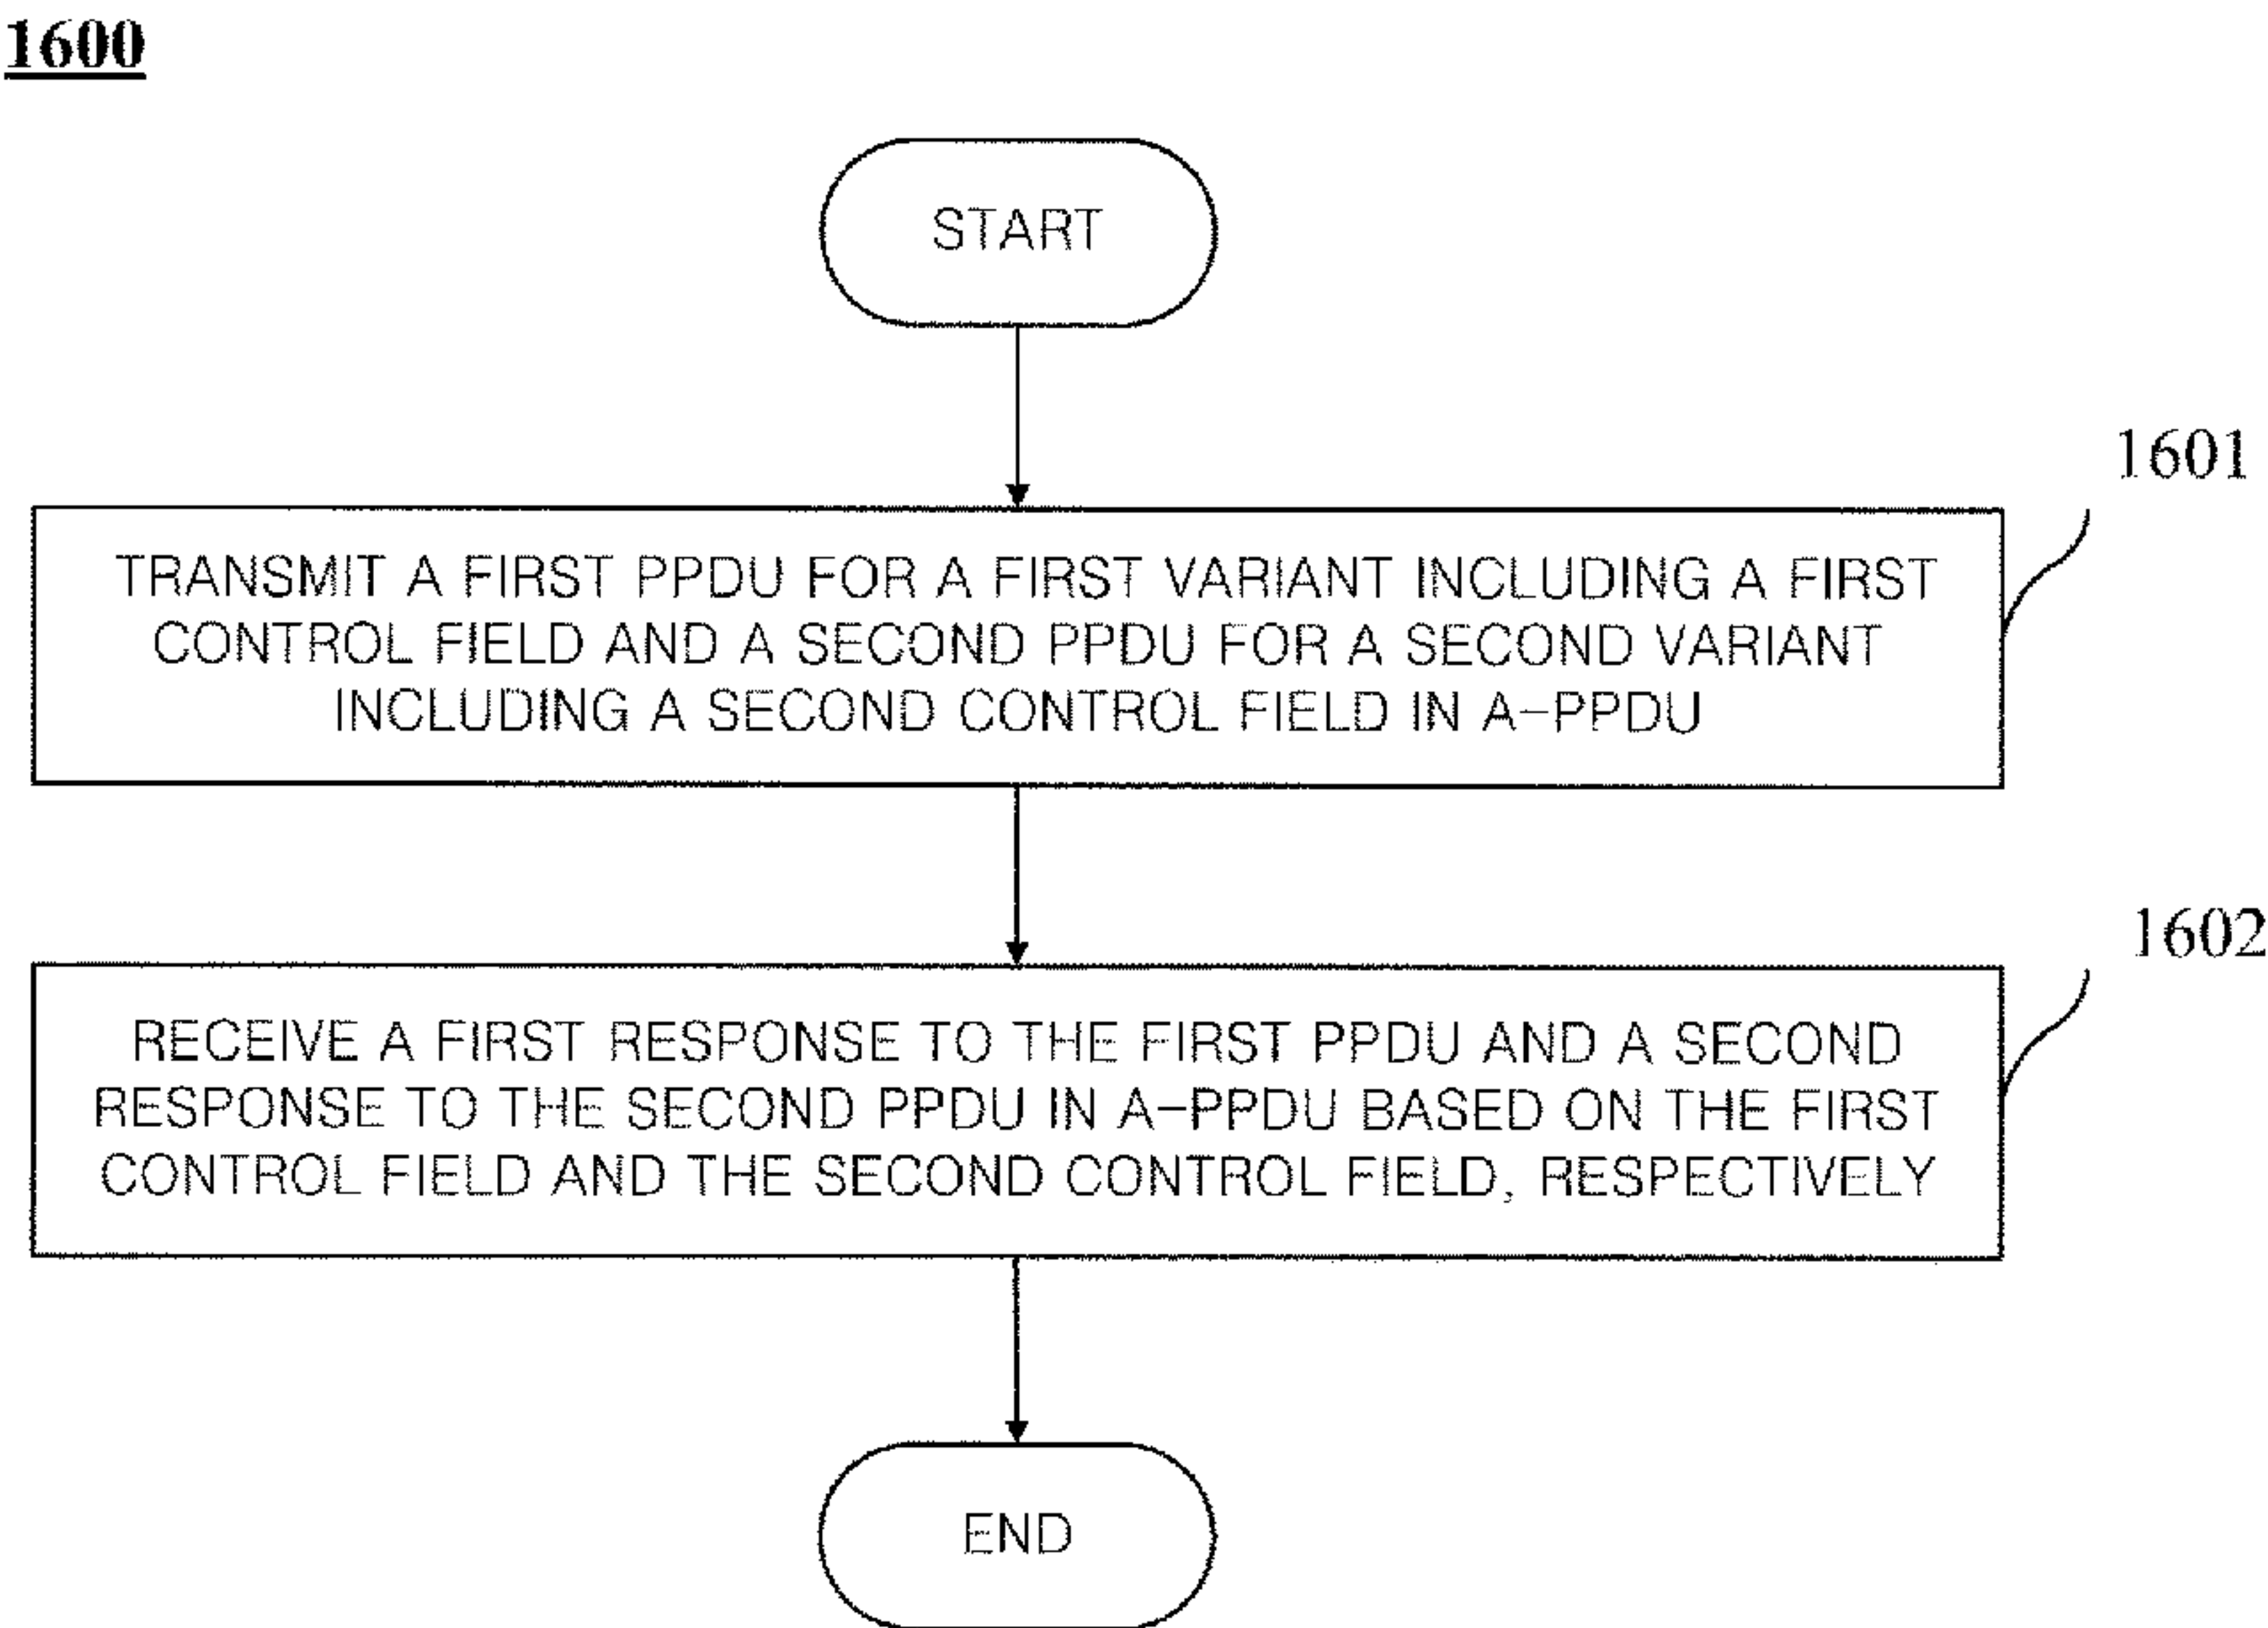 1600
START
1601
TRANSMIT A FIRST PPDU FOR A FIRST VARIANT INCLUDING A FIRST
CONTROL FIELD AND A SECOND PPDU FOR A SECOND VARIANT
INCLUDING A SECOND CONTROL FIELD IN A-PPDU
1602
RECEIVE A FIRST RESPONSE TO THE FIRST PPDU AND A SECOND
RESPONSE TO THE SECOND PPDU IN A-PPDU BASED ON THE FIRST
CONTROL FIELD AND THE SECOND CONTROL FIELD, RESPECTIVELY
END